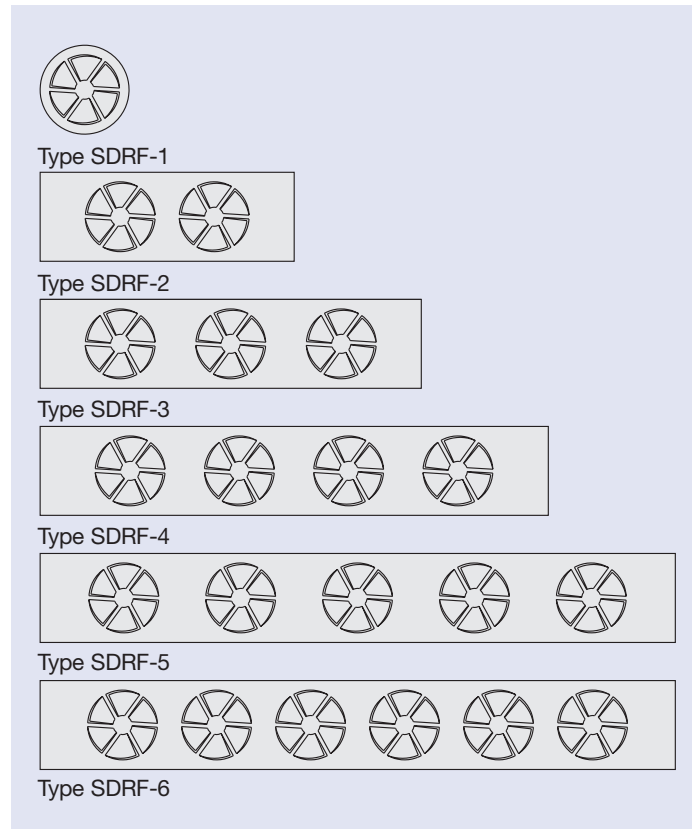 Type SDRF-1
Type SDRF-2
Type SDRF-3
Type SDRF-4
Type SDRF-5
Type SDRF-6